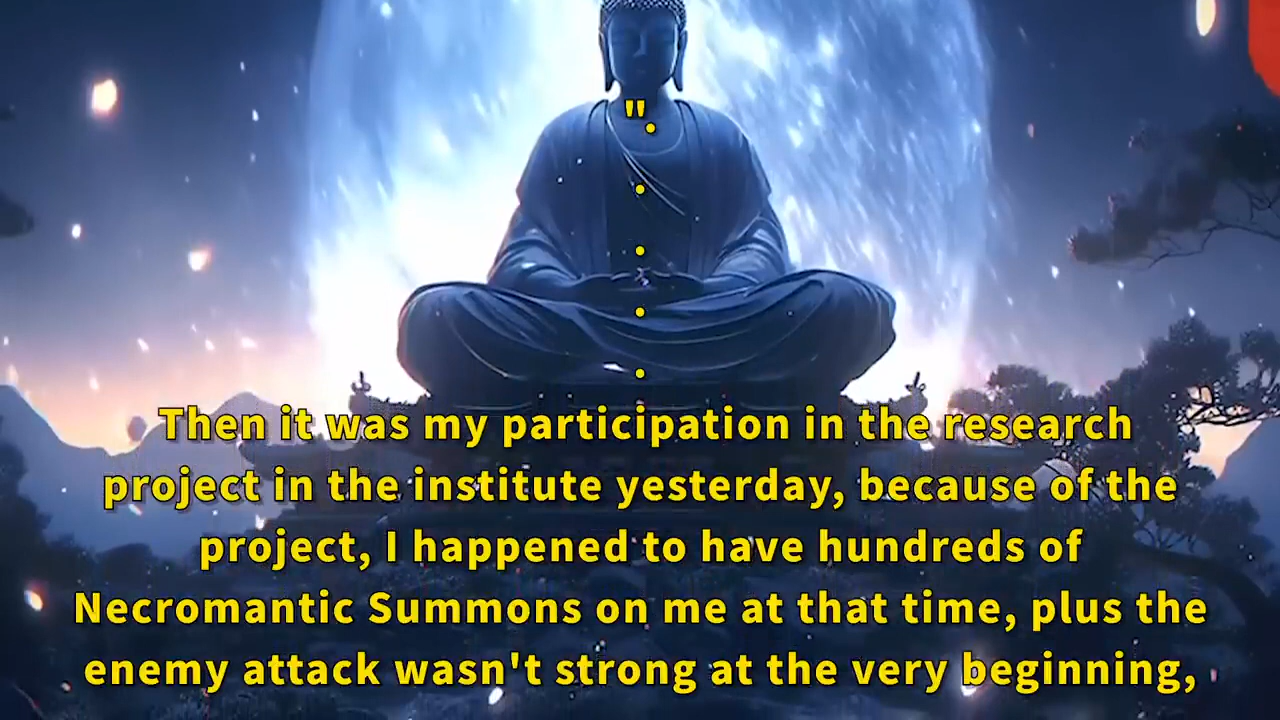 ".
.
.
.
.
Then it was my participation in the research
project in the institute yesterday, because of the
project, I happened to have hundreds of
Necromantic Summons on me at that time, plus the
enemy attack wasn't strong at the very beginning,